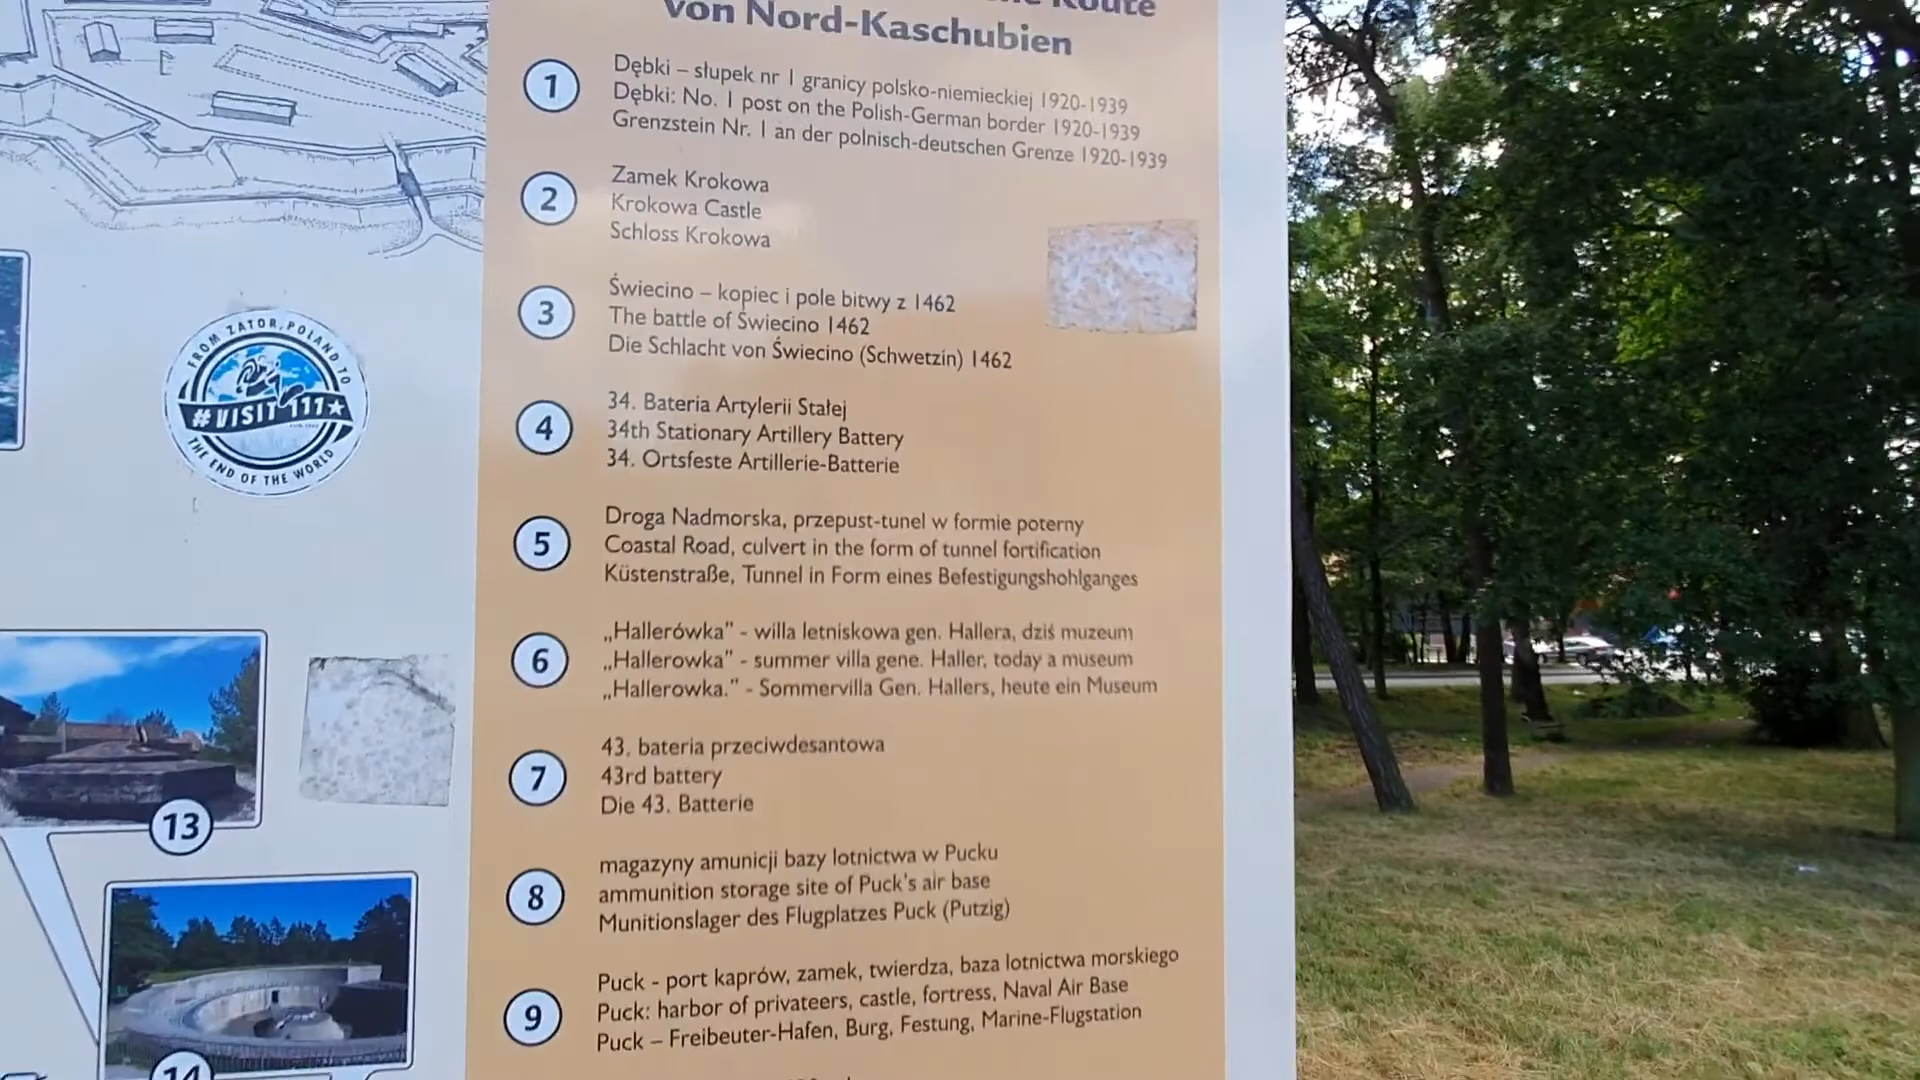 Route
von Nord-Kaschubien
1
Dębki – słupek nr 1 granicy polsko-niemieckiej 1920-1939
Dębki: No. 1 post on the Polish-German border 1920-1939
Grenzstein Nr. 1 an der polnisch-deutschen Grenze 1920-1939
2
Zamek Krokowa
Krokowa Castle
Schloss Krokowa
3
Świecino – kopiec i pole bitwy z 1462
The battle of Świecino 1462
Die Schlacht von Świecino (Schwetzin) 1462
4
34. Bateria Artylerii Stałej
34th Stationary Artillery Battery
34. Ortsfeste Artillerie-Batterie
5
Droga Nadmorska, przepust-tunel w formie poterny
Coastal Road, culvert in the form of tunnel fortification
Küstenstraße, Tunnel in Form eines Befestigungshohlganges
6
„Hallerówka” - willa letniskowa gen. Hallera, dziś muzeum
„Hallerowka” - summer villa gene. Haller, today a museum
„Hallerowka.” - Sommervilla Gen. Hallers, heute ein Museum
7
43. bateria przeciwdesantowa
43rd battery
Die 43. Batterie
8
magazyny amunicji bazy lotnictwa w Pucku
ammunition storage site of Puck's air base
Munitionslager des Flugplatzes Puck (Putzig)
9
Puck - port kaprów, zamek, twierdza, baza lotnictwa morskiego
Puck: harbor of privateers, castle, fortress, Naval Air Base
Puck – Freibeuter-Hafen, Burg, Festung, Marine-Flugstation
FROM ZATOR, POLAND TO
#VISIT 111★
THE END OF THE WORLD
13
14